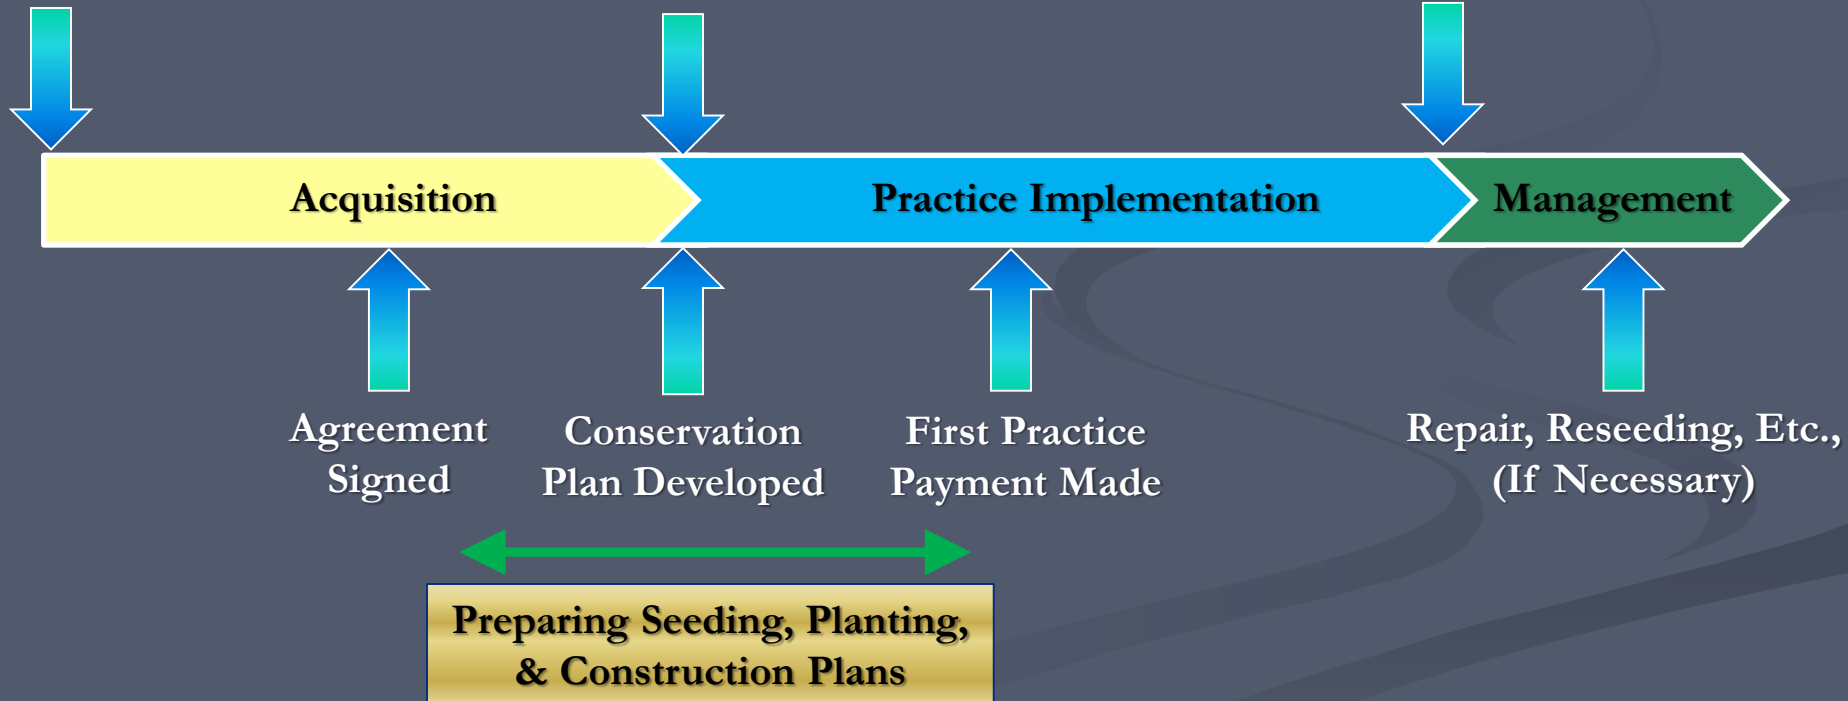 Acquisition
Practice Implementation
Management
Agreement
Signed
Conservation
Plan Developed
First Practice
Payment Made
Repair, Reseeding, Etc.,
(If Necessary)
Preparing Seeding, Planting,
& Construction Plans